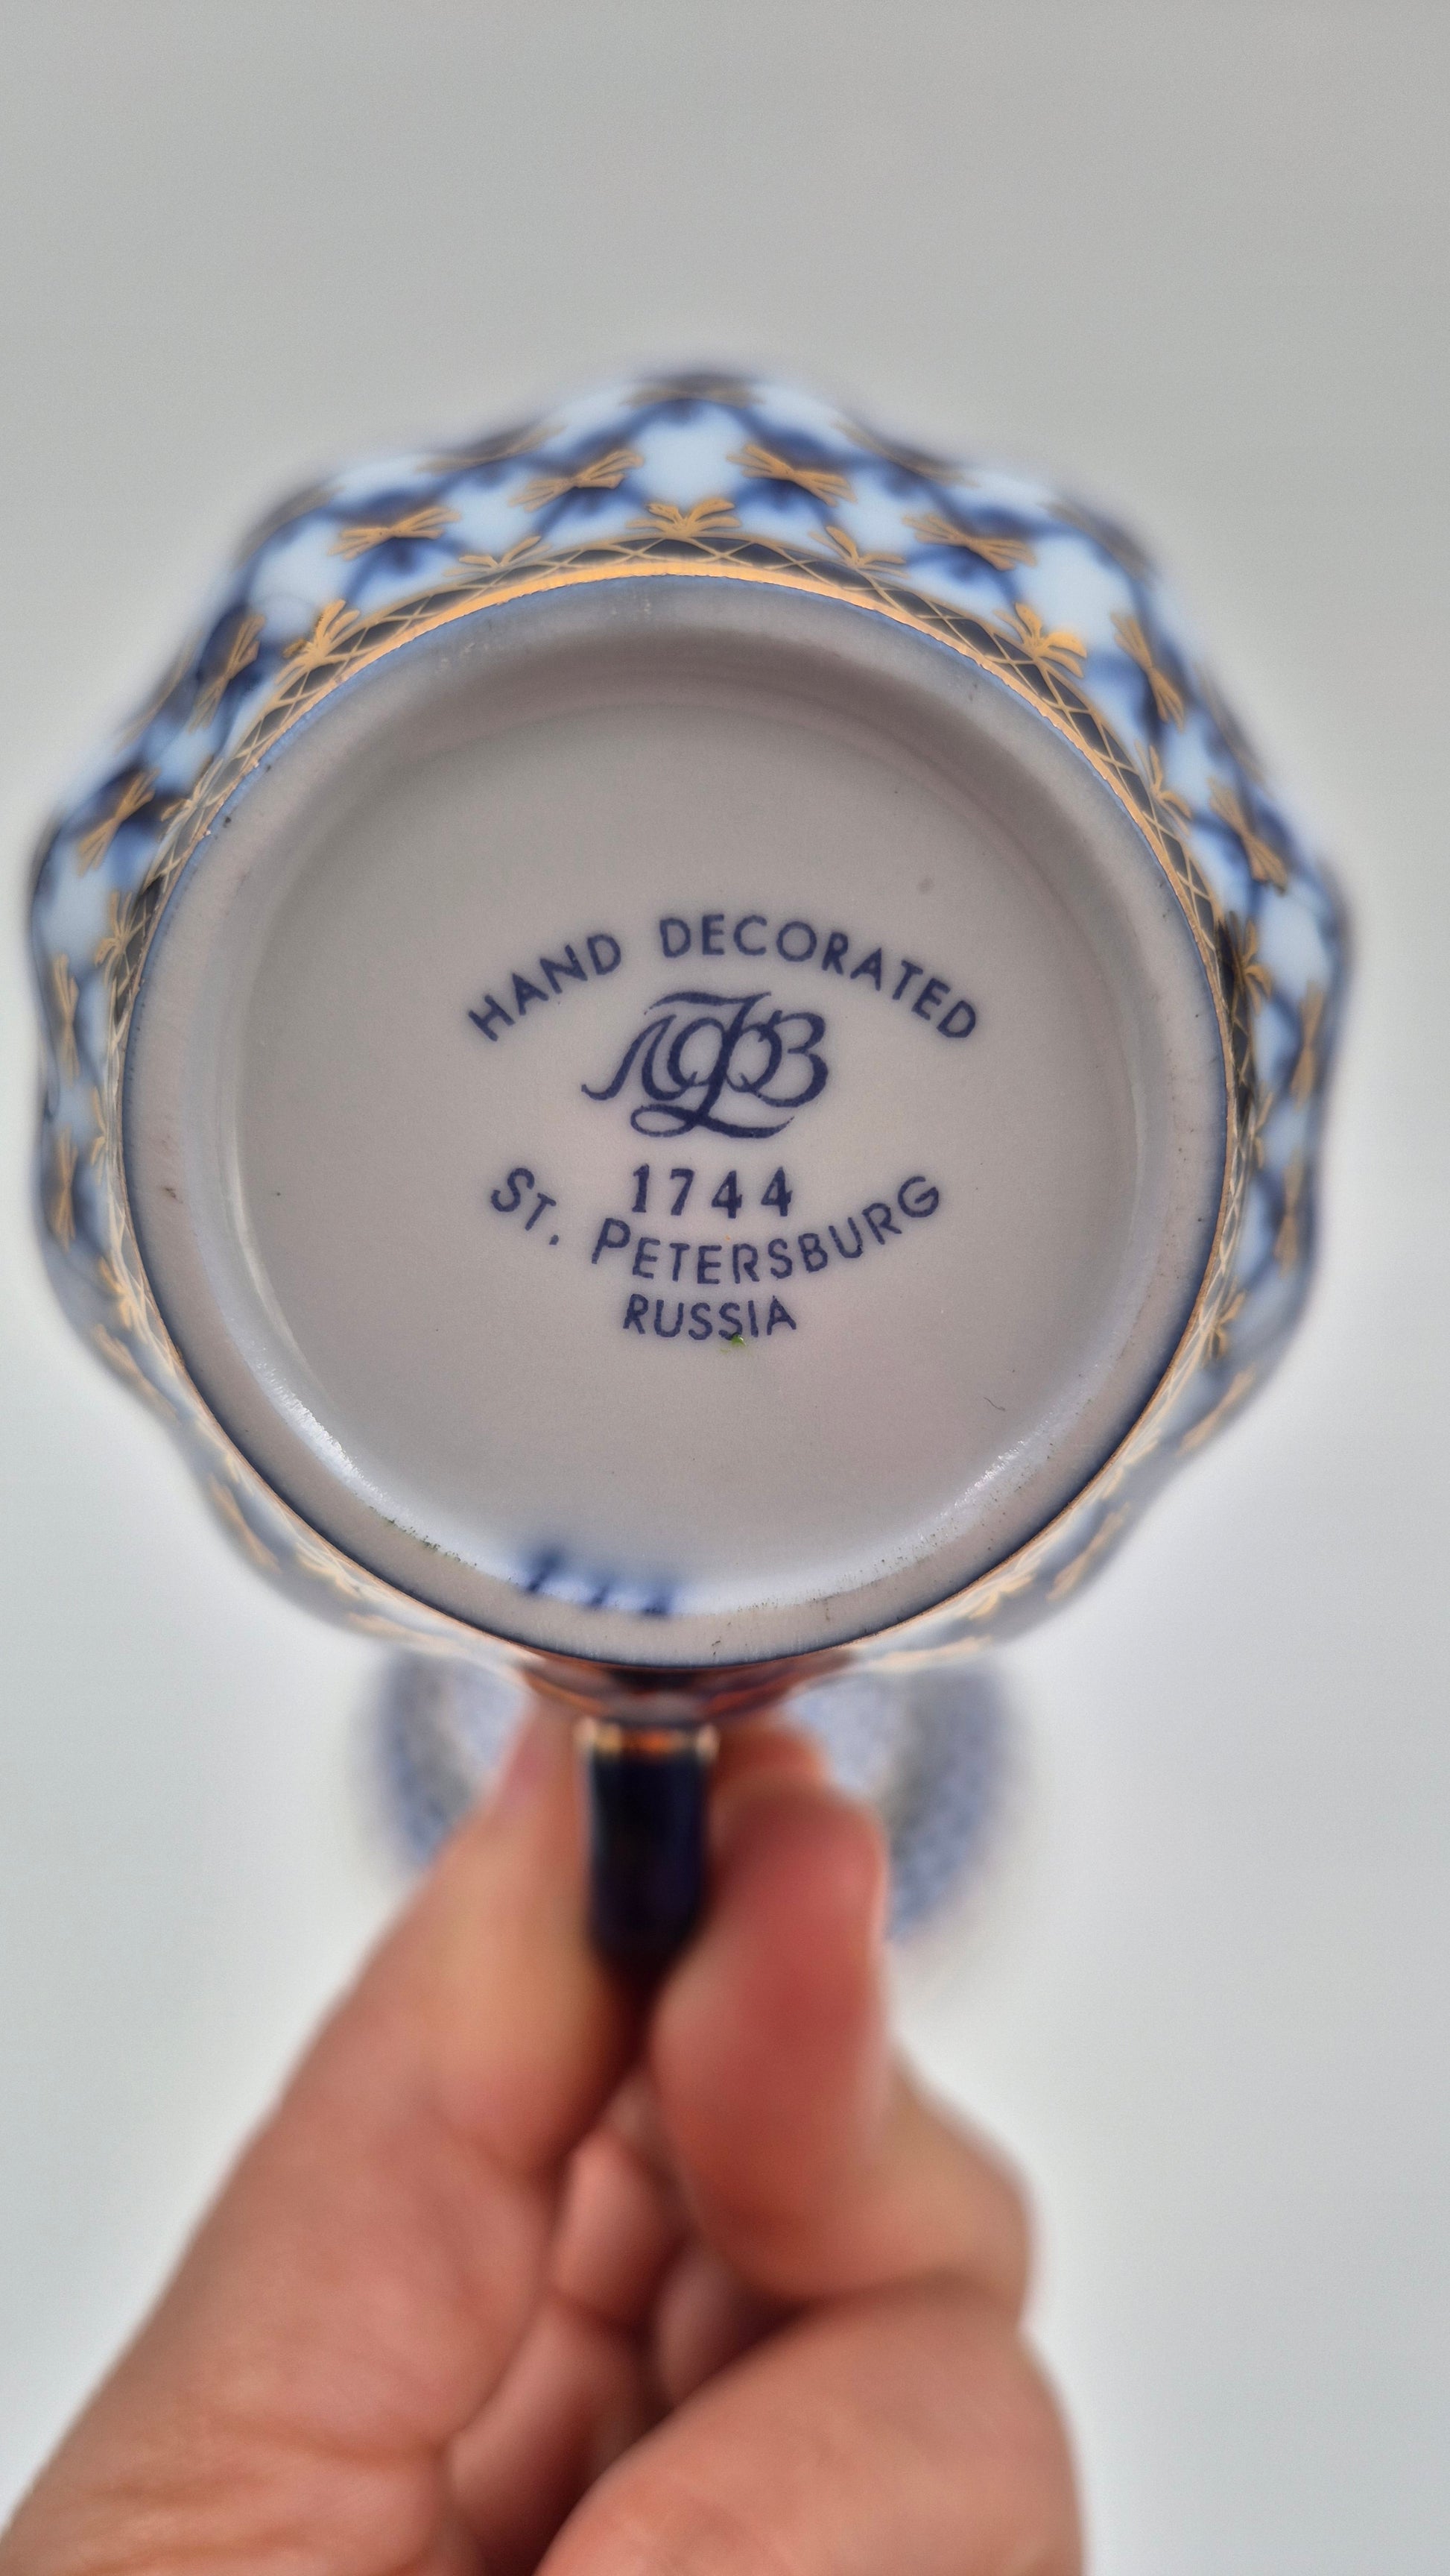 HAND DECORATED
ЛФЗ
1744
ST. PETERSBURG
RUSSIA